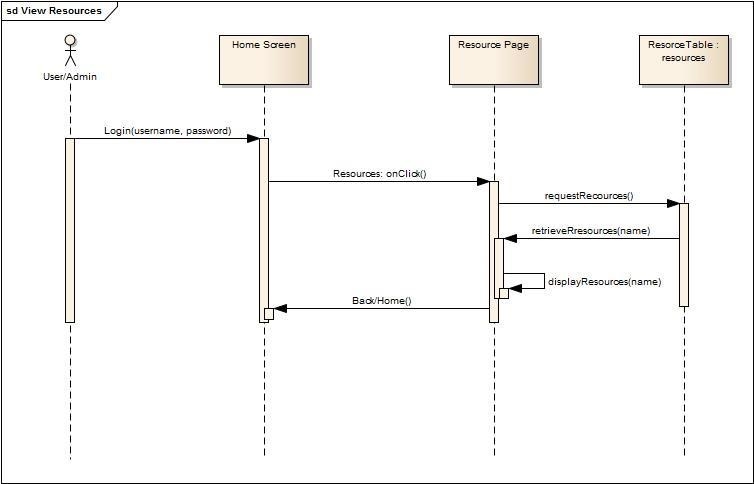 sd View Resources
User/Admin
Home Screen
Resource Page
ResorceTable :
resources
Login(username, password)
Resources: onClick()
requestRecources()
retrieveRresources(name)
displayResources(name)
Back/Home()